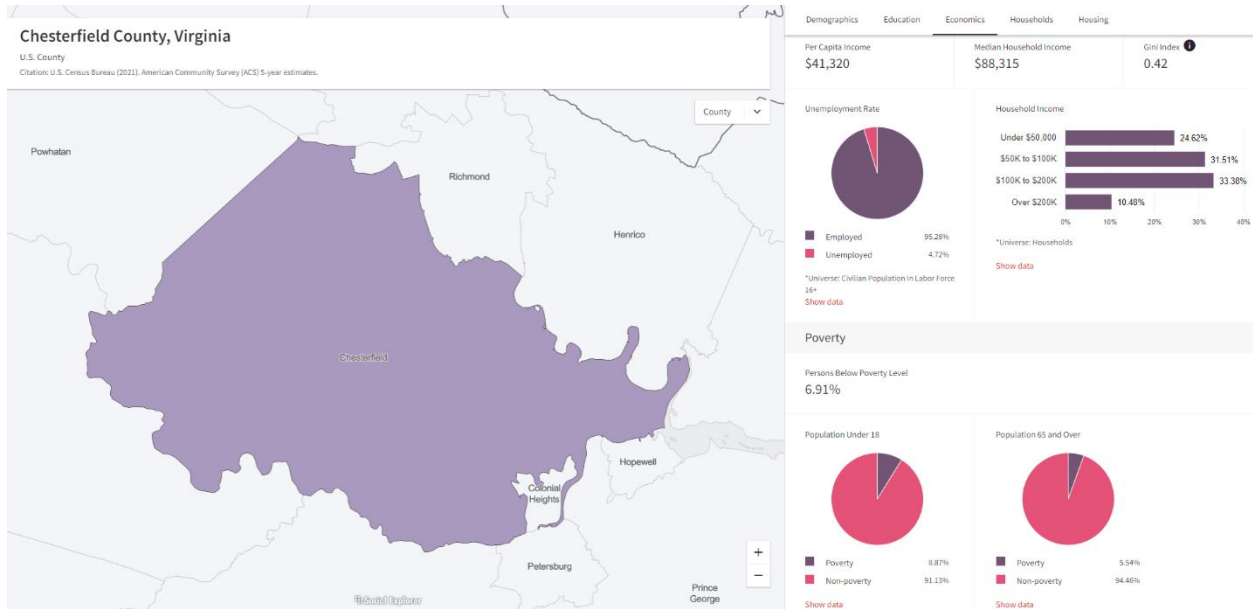 Chesterfield County, Virginia
U.S. County
Citation: U.S. Census Bureau (2021). American Community Survey (ACS) 5-year estimates.
County
Powhatan
Richmond
Henrico
Chesterfield
Hopewell
Colonial
Heights
Petersburg
Prince
George
Social Explorer
+
−
Demographics Education Economics Households Housing
Per Capita Income Median Household Income Gini Index i
$41,320 $88,315 0.42
Unemployment Rate
Employed 95.28%
Unemployed 4.72%
*Universe: Civilian Population In Labor Force
16+
Show data
Household Income
Under $50,000 24.62%
$50K to $100K 31.51%
$100K to $200K 33.38%
Over $200K 10.48%
0% 10% 20% 30% 40%
*Universe: Households
Show data
Poverty
Persons Below Poverty Level
6.91%
Population Under 18
Poverty 8.87%
Non-poverty 91.13%
Show data
Population 65 and Over
Poverty 5.54%
Non-poverty 94.46%
Show data